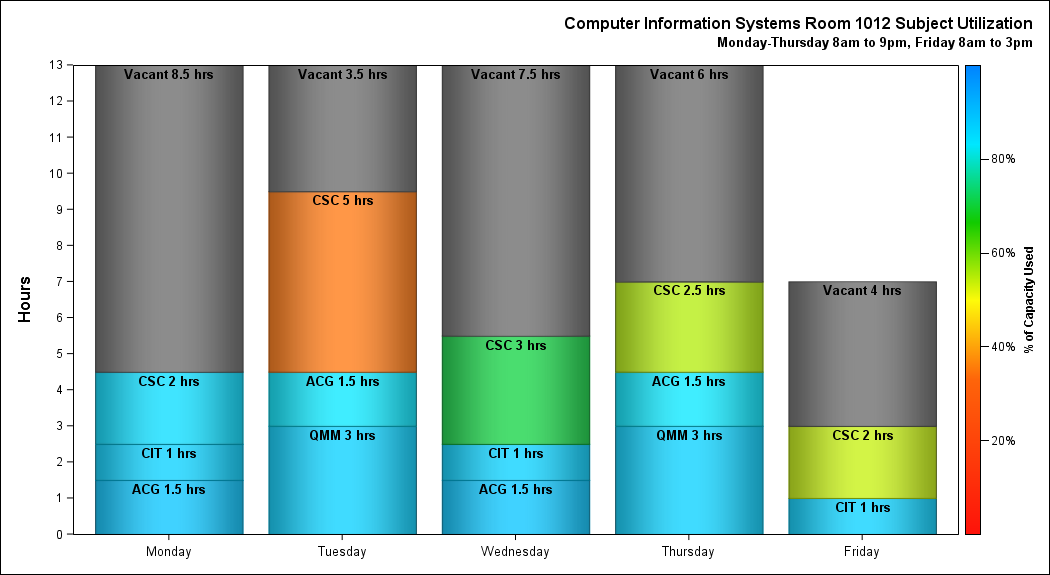 Computer Information Systems Room 1012 Subject Utilization
Monday-Thursday 8am to 9pm, Friday 8am to 3pm
Hours
13
12
11
10
9
8
7
6
5
4
3
2
1
0
Vacant 8.5 hrs
CSC 2 hrs
CIT 1 hrs
ACG 1.5 hrs
Vacant 3.5 hrs
CSC 5 hrs
ACG 1.5 hrs
QMM 3 hrs
Vacant 7.5 hrs
CSC 3 hrs
CIT 1 hrs
ACG 1.5 hrs
Vacant 6 hrs
CSC 2.5 hrs
ACG 1.5 hrs
QMM 3 hrs
Vacant 4 hrs
CSC 2 hrs
CIT 1 hrs
Monday
Tuesday
Wednesday
Thursday
Friday
80%
60%
40%
20%
% of Capacity Used